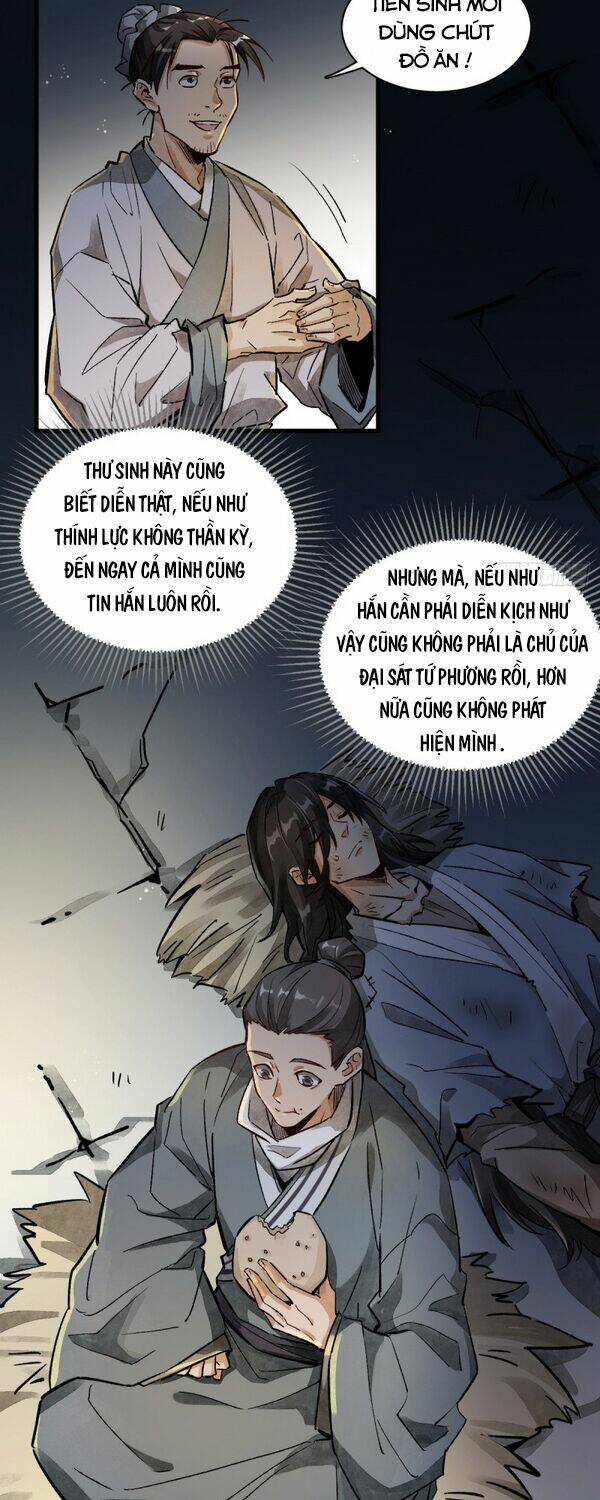 TIÊN SINH MỜI
DÙNG CHÚT
ĐỒ ĂN !
THƯ SINH NÀY CŨNG
BIẾT DIỄN THẬT, NẾU NHƯ
THÍNH LỰC KHÔNG THẦN KỲ,
ĐẾN NGAY CẢ MÌNH CŨNG
TIN HẮN LUÔN RỒI.
NHƯNG MÀ, NẾU NHƯ
HẮN CẦN PHẢI DIỄN KỊCH NHƯ
VẬY CŨNG KHÔNG PHẢI LÀ CHỦ CỦA
ĐẠI SÁT TỨ PHƯƠNG RỒI, HƠN
NỮA CŨNG KHÔNG PHÁT
HIỆN MÌNH .